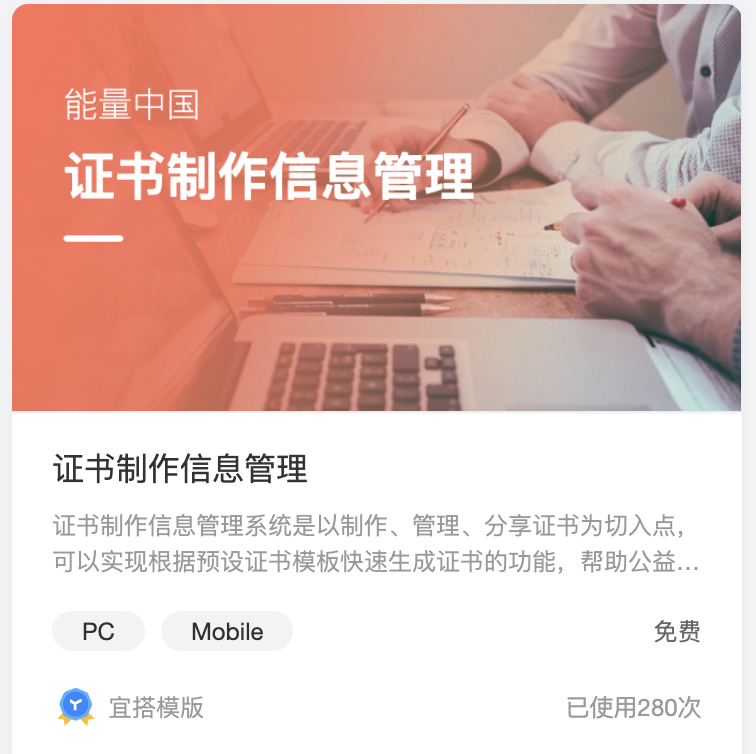 能量中国
证书制作信息管理
证书制作信息管理
证书制作信息管理系统是以制作、管理、分享证书为切入点，
可以实现根据预设证书模板快速生成证书的功能，帮助公益...
PC Mobile 免费
宜搭模版 已使用280次